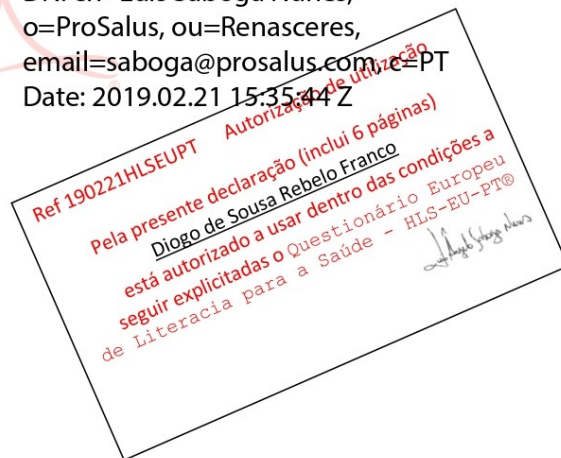 o=ProSalus, ou=Renasceres,
email=saboga@prosalus.com, c=PT
Date: 2019.02.21 15:35:44 Z
Ref 190221HLSEUPT Autorização de utilização
Pela presente declaração (inclui 6 páginas)
Diogo de Sousa Rebelo Franco
está autorizado a usar dentro das condições a
seguir explicitadas o Questionário Europeu
de Literacia para a Saúde - HLS-EU-PT®